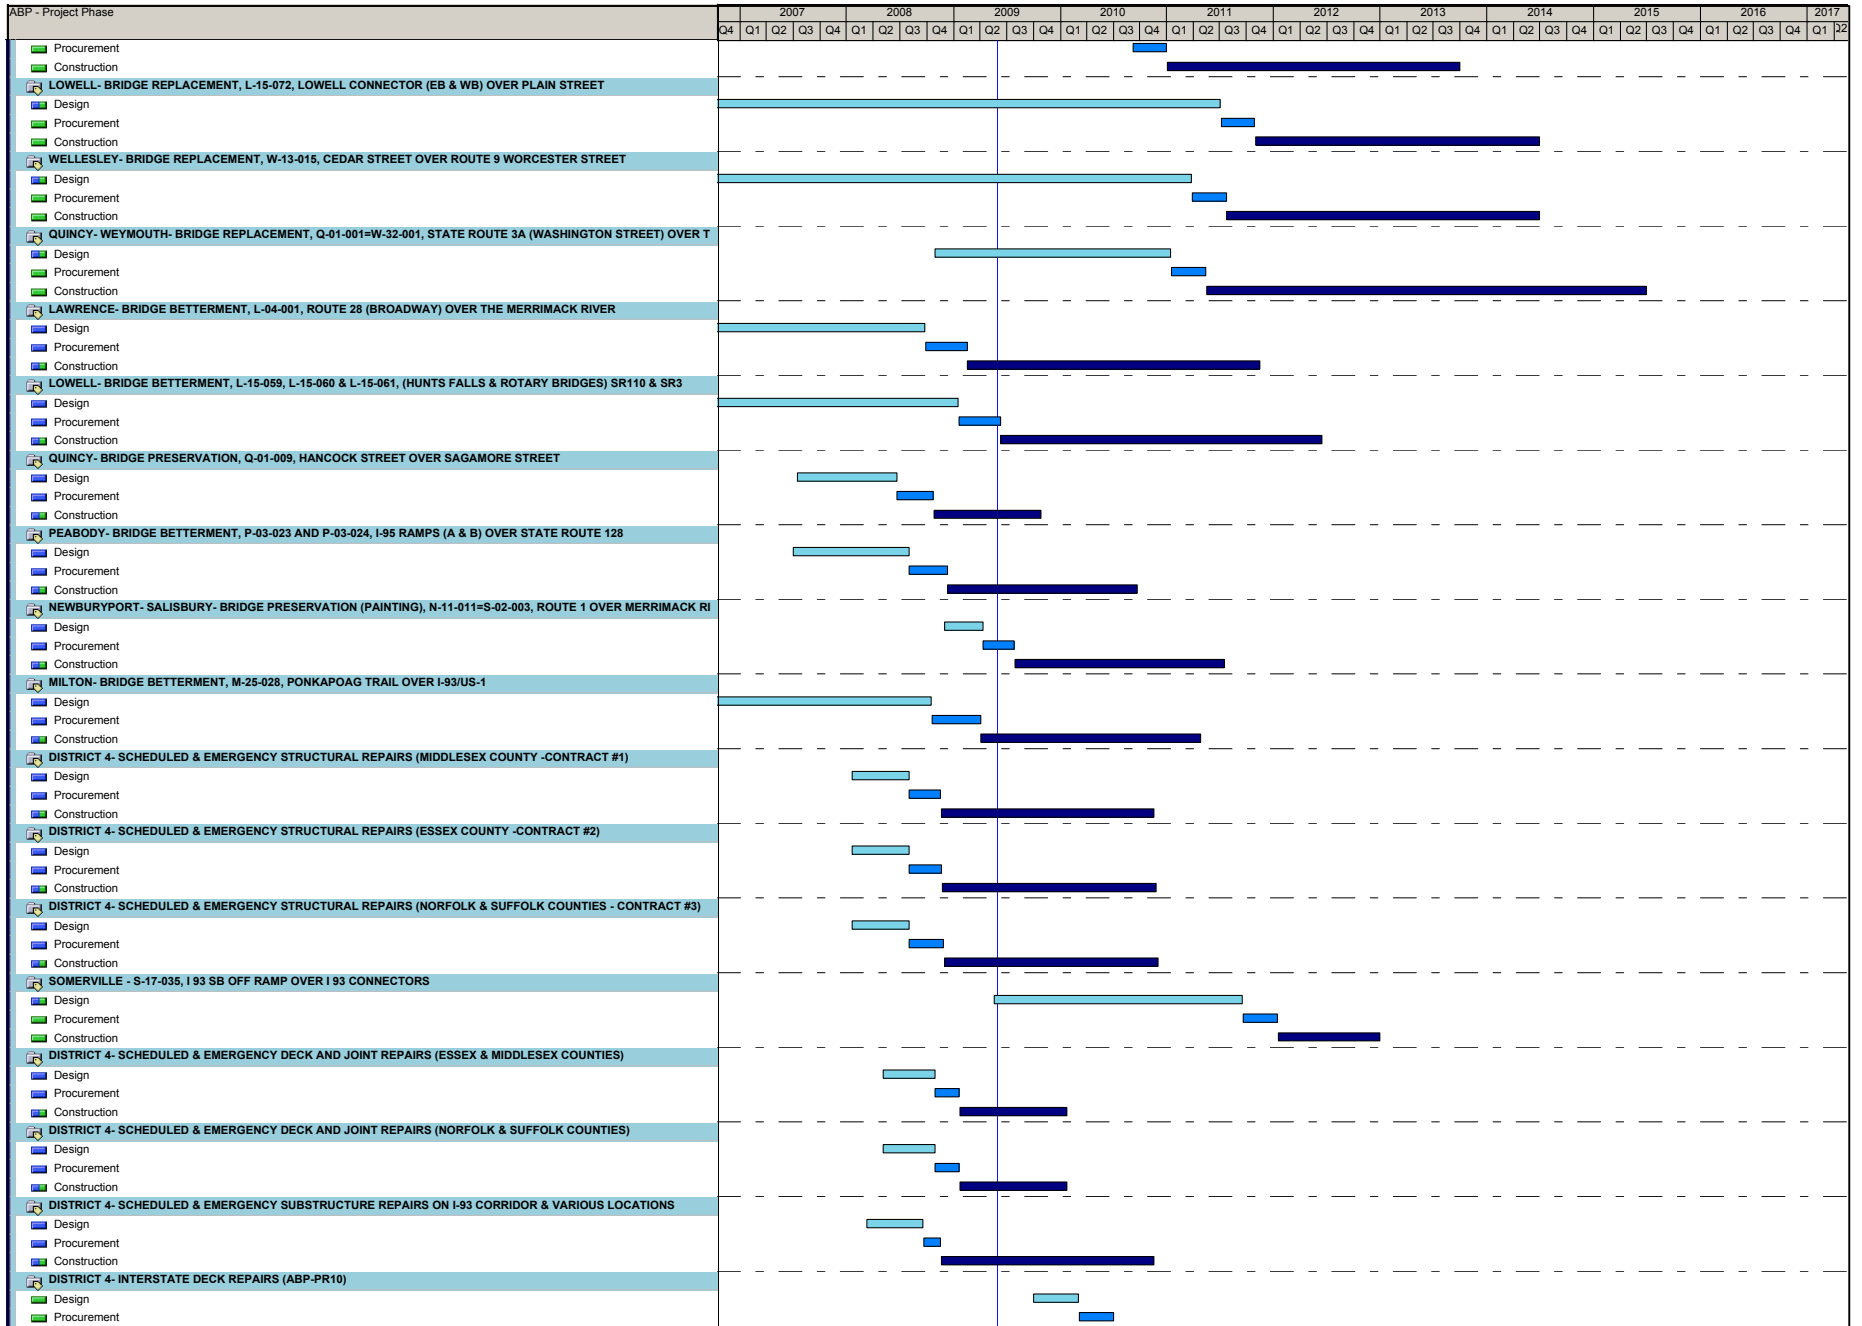 ABP - Project Phase
2007 2008 2009 2010 2011 2012 2013 2014 2015 2016 2017
Q4 Q1 Q2 Q3 Q4 Q1 Q2 Q3 Q4 Q1 Q2 Q3 Q4 Q1 Q2 Q3 Q4 Q1 Q2 Q3 Q4 Q1 Q2 Q3 Q4 Q1 Q2 Q3 Q4 Q1 Q2 Q3 Q4 Q1 Q2 Q3 Q4 Q1 Q2 Q3 Q4 Q1
Procurement
Construction
LOWELL- BRIDGE REPLACEMENT, L-15-072, LOWELL CONNECTOR (EB & WB) OVER PLAIN STREET
Design
Procurement
Construction
WELLESLEY- BRIDGE REPLACEMENT, W-13-015, CEDAR STREET OVER ROUTE 9 WORCESTER STREET
Design
Procurement
Construction
QUINCY- WEYMOUTH- BRIDGE REPLACEMENT, Q-01-001=W-32-001, STATE ROUTE 3A (WASHINGTON STREET) OVER T
Design
Procurement
Construction
LAWRENCE- BRIDGE BETTERMENT, L-04-001, ROUTE 28 (BROADWAY) OVER THE MERRIMACK RIVER
Design
Procurement
Construction
LOWELL- BRIDGE BETTERMENT, L-15-059, L-15-060 & L-15-061, (HUNTS FALLS & ROTARY BRIDGES) SR110 & SR3
Design
Procurement
Construction
QUINCY- BRIDGE PRESERVATION, Q-01-009, HANCOCK STREET OVER SAGAMORE STREET
Design
Procurement
Construction
PEABODY- BRIDGE BETTERMENT, P-03-023 AND P-03-024, I-95 RAMPS (A & B) OVER STATE ROUTE 128
Design
Procurement
Construction
NEWBURYPORT- SALISBURY- BRIDGE PRESERVATION (PAINTING), N-11-011=S-02-003, ROUTE 1 OVER MERRIMACK RI
Design
Procurement
Construction
MILTON- BRIDGE BETTERMENT, M-25-028, PONKAPOAG TRAIL OVER I-93/US-1
Design
Procurement
Construction
DISTRICT 4- SCHEDULED & EMERGENCY STRUCTURAL REPAIRS (MIDDLESEX COUNTY -CONTRACT #1)
Design
Procurement
Construction
DISTRICT 4- SCHEDULED & EMERGENCY STRUCTURAL REPAIRS (ESSEX COUNTY -CONTRACT #2)
Design
Procurement
Construction
DISTRICT 4- SCHEDULED & EMERGENCY STRUCTURAL REPAIRS (NORFOLK & SUFFOLK COUNTIES - CONTRACT #3)
Design
Procurement
Construction
SOMERVILLE - S-17-035, I 93 SB OFF RAMP OVER I 93 CONNECTORS
Design
Procurement
Construction
DISTRICT 4- SCHEDULED & EMERGENCY DECK AND JOINT REPAIRS (ESSEX & MIDDLESEX COUNTIES)
Design
Procurement
Construction
DISTRICT 4- SCHEDULED & EMERGENCY DECK AND JOINT REPAIRS (NORFOLK & SUFFOLK COUNTIES)
Design
Procurement
Construction
DISTRICT 4- SCHEDULED & EMERGENCY SUBSTRUCTURE REPAIRS ON I-93 CORRIDOR & VARIOUS LOCATIONS
Design
Procurement
Construction
DISTRICT 4- INTERSTATE DECK REPAIRS (ABP-PR10)
Design
Procurement